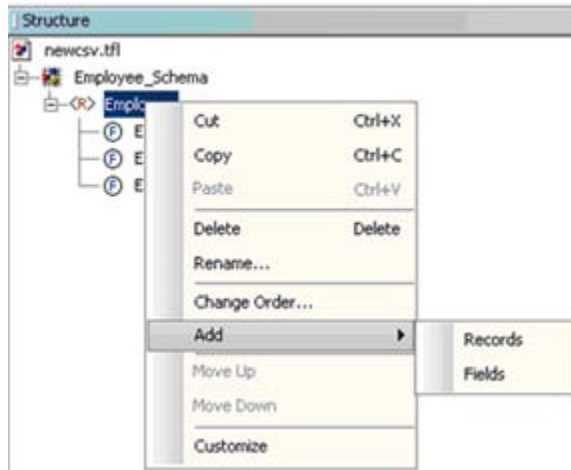 Structure
newcsv.tfl
Employee_Schema
<R> Emplo
F E
F E
F E
Cut Ctrl+X
Copy Ctrl+C
Paste Ctrl+V
Delete Delete
Rename...
Change Order...
Add
Records
Fields
Move Up
Move Down
Customize